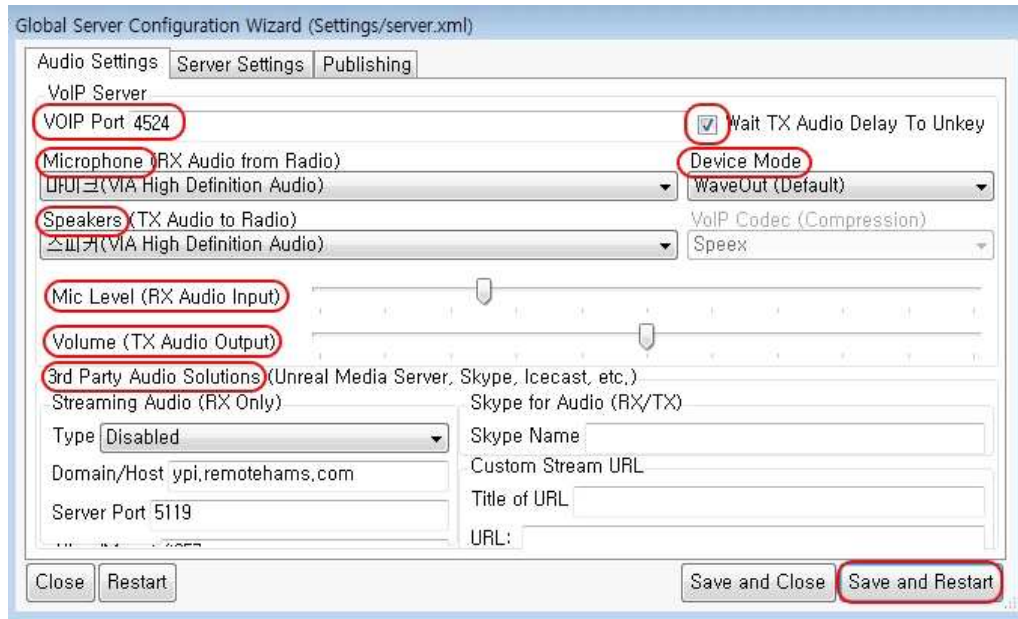 Global Server Configuration Wizard (Settings/server.xml)
Audio Settings Server Settings Publishing
VoIP Server
VOIP Port 4524
Wait TX Audio Delay To Unkey
Microphone (RX Audio from Radio)
Device Mode
마이크(VIA High Definition Audio)
WaveOut (Default)
Speakers (TX Audio to Radio)
VoIP Codec (Compression)
스피커(VIA High Definition Audio)
Speex
Mic Level (RX Audio Input)
Volume (TX Audio Output)
3rd Party Audio Solutions (Unreal Media Server, Skype, Icecast, etc.)
Streaming Audio (RX Only)
Skype for Audio (RX/TX)
Type Disabled
Skype Name
Domain/Host ypi.remotehams.com
Custom Stream URL
Title of URL
Server Port 5119
URL:
Close Restart Save and Close Save and Restart